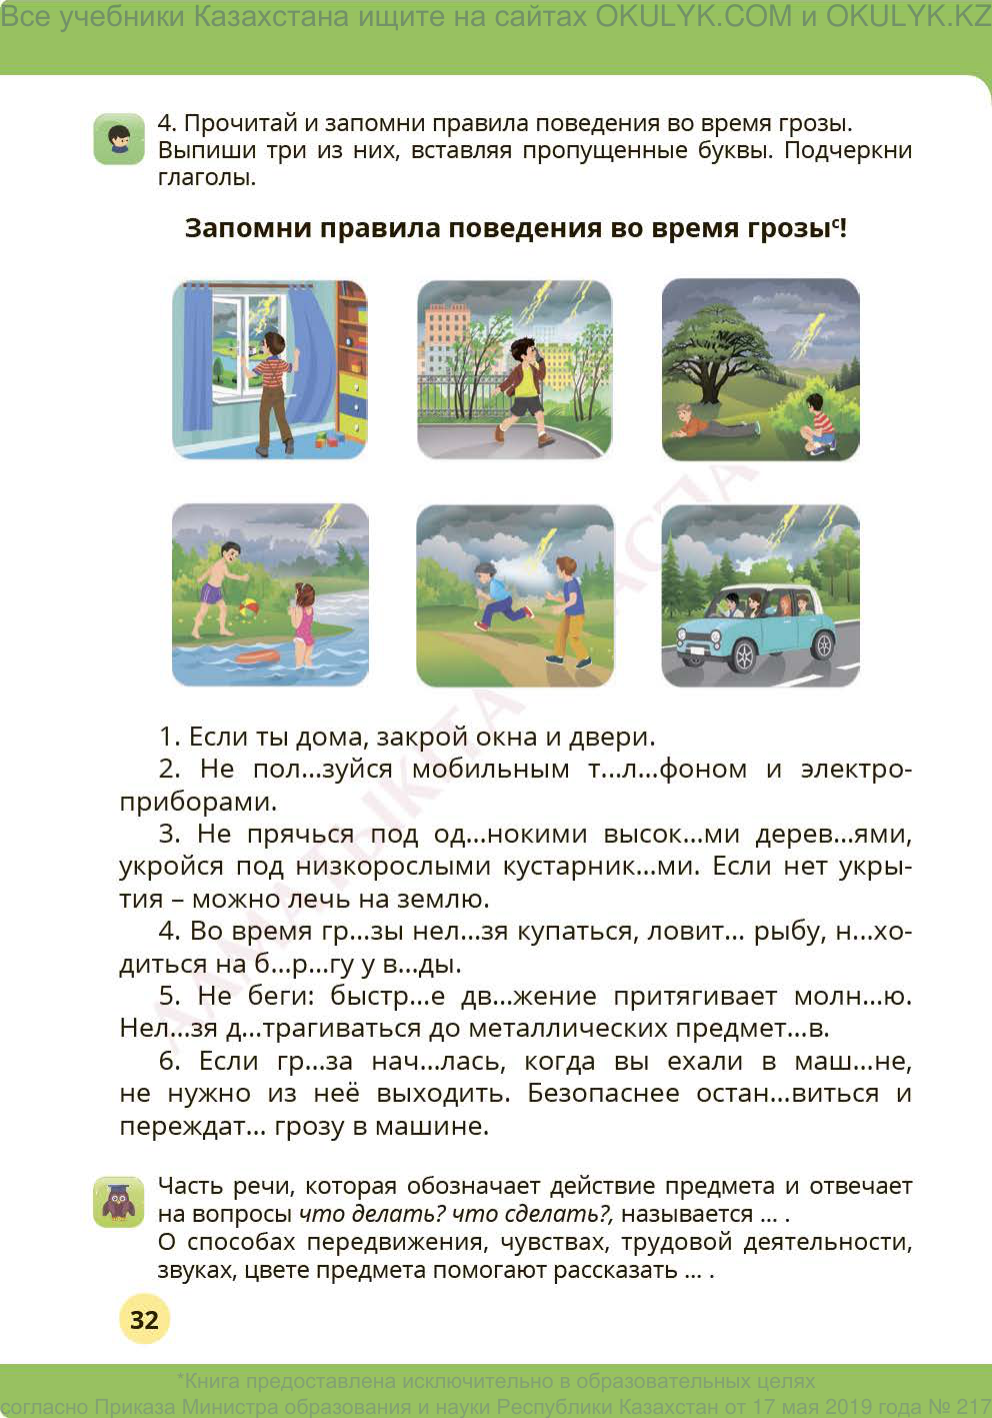 Все учебники Казахстана ищите на сайтах OKULYK.COM и OKULYK.KZ
4. Прочитай и запомни правила поведения во время грозы.
Выпиши три из них, вставляя пропущенные буквы. Подчеркни
глаголы.
Запомни правила поведения во время грозыс!
1. Если ты дома, закрой окна и двери.
2. Не пол...зуйся мобильным т...л...фоном и электро-
приборами.
3. Не прячься под од...нокими высок...ми дерев...ями,
укройся под низкорослыми кустарник...ми. Если нет укры-
тия – можно лечь на землю.
4. Во время гр...зы нел...зя купаться, ловит... рыбу, н...хо-
диться на б...р...гу у в...ды.
5. Не беги: быстр...е дв...жение притягивает молн...ю.
Нел...зя д...трагиваться до металлических предмет...в.
6. Если гр...за нач...лась, когда вы ехали в маш...не,
не нужно из неё выходить. Безопаснее остан...виться и
переждат... грозу в машине.
Часть речи, которая обозначает действие предмета и отвечает
на вопросы что делать? что сделать?, называется ... .
О способах передвижения, чувствах, трудовой деятельности,
звуках, цвете предмета помогают рассказать ... .
32
*Книга предоставлена исключительно в образовательных целях
согласно Приказа Министра образования и науки Республики Казахстан от 17 мая 2019 года № 217